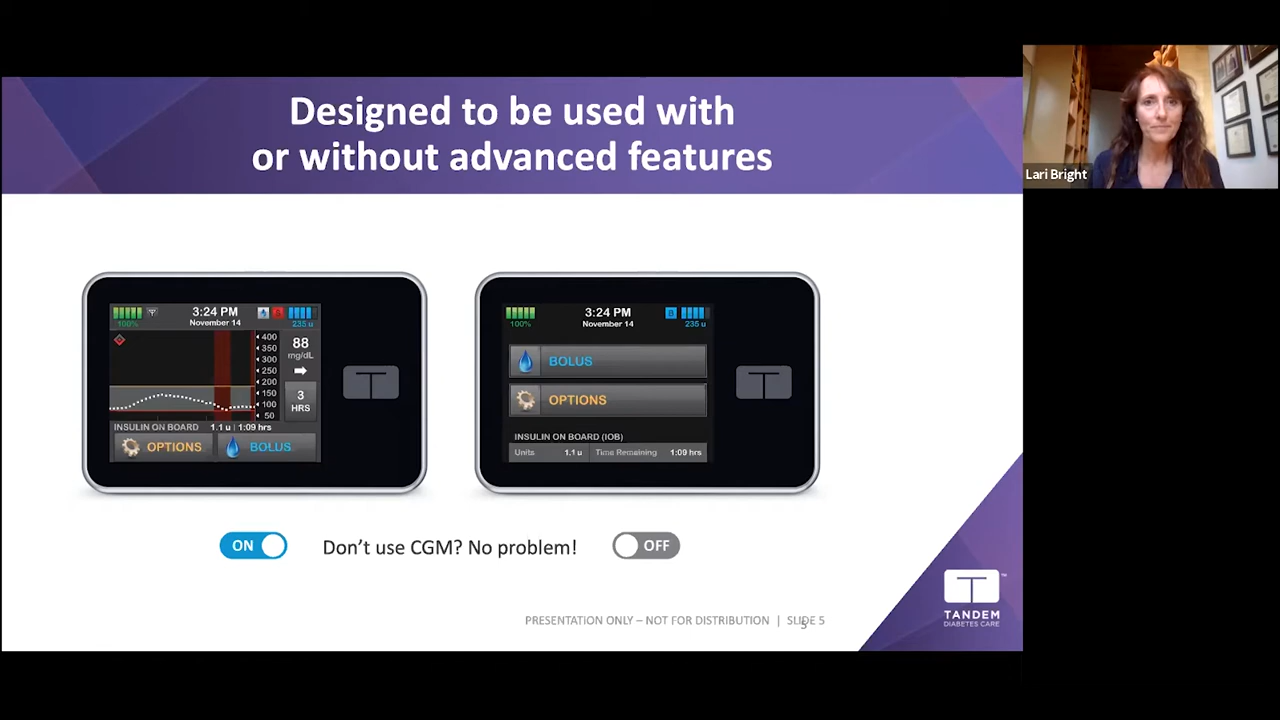 Designed to be used with
or without advanced features
Lari Bright
100%
3:24 PM
November 14
235 u
400
350
300
250
200
150
100
50
88
mg/dL
3
HRS
INSULIN ON BOARD 1.1 u | 1:09 hrs
OPTIONS
BOLUS
100%
3:24 PM
November 14
235 u
BOLUS
OPTIONS
INSULIN ON BOARD (IOB)
Units 1.1 u Time Remaining 1:09 hrs
ON
Don't use CGM? No problem!
OFF
PRESENTATION ONLY – NOT FOR DISTRIBUTION | SLIDE 5
5
TANDEM
DIABETES CARE